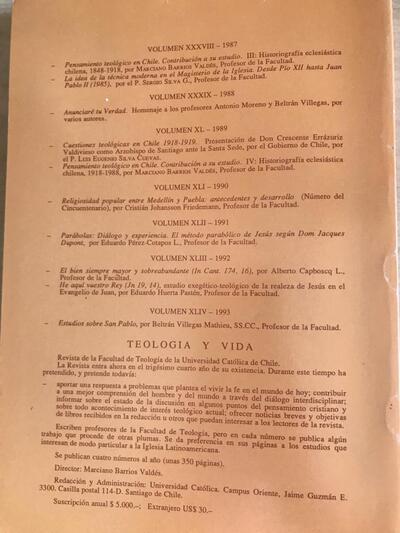 VOLUMEN XXXVIII – 1987
– Pensamiento teológico en Chile. Contribución a su estudio. III: Historiografía eclesiástica
chilena, 1848-1918, por MARCIANO BARRIOS VALDÉS, Profesor de la Facultad.
– La idea de la técnica moderna en el Magisterio de la Iglesia. Desde Pío XII hasta Juan
Pablo II (1985), por el P. SERGIO SILVA G., Profesor de la Facultad.
VOLUMEN XXXIX – 1988
– Anunciaré tu Verdad. Homenaje a los profesores Antonio Moreno y Beltrán Villegas, por
varios autores.
VOLUMEN XL – 1989
– Cuestiones teológicas en Chile 1918-1919. Presentación de Don Crescente Errázuriz
Valdivieso como Arzobispo de Santiago ante la Santa Sede, por el Gobierno de Chile, por
el P. LUIS EUGENIO SILVA CUEVAS.
– Pensamiento teológico en Chile. Contribución a su estudio. IV: Historiografía eclesiástica
chilena, 1918-1988, por MARCIANO BARRIOS VALDÉS, Profesor de la Facultad.
VOLUMEN XLI – 1990
– Religiosidad popular entre Medellín y Puebla: antecedentes y desarrollo (Número del
Cincuentenario), por Cristián Johansson Friedemann, Profesor de la Facultad.
VOLUMEN XLII – 1991
– Parábolas: Diálogo y experiencia. El método parabólico de Jesús según Dom Jacques
Dupont, por Eduardo Pérez-Cotapos L., Profesor de la Facultad.
VOLUMEN XLIII – 1992
– El bien siempre mayor y sobreabundante (In Cant. 174, 16), por Alberto Capboscq L.,
Profesor de la Facultad.
– He aquí vuestro Rey (Jn 19, 14), estudio exegético-teológico de la realeza de Jesús en el
Evangelio de Juan, por Eduardo Huerta Pastén, Profesor de la Facultad.
VOLUMEN XLIV – 1993
– Estudios sobre San Pablo, por Beltrán Villegas Mathieu, SS.CC., Profesor de la Facultad.
TEOLOGIA Y VIDA
Revista de la Facultad de Teología de la Universidad Católica de Chile.
La Revista entra ahora en el trigésimo cuarto año de su existencia. Durante este tiempo ha
pretendido, y pretende todavía:
– aportar una respuesta a problemas que plantea el vivir la fe en el mundo de hoy; contribuir
a una mejor comprensión del hombre y del mundo a través del diálogo interdisciplinar;
informar sobre el estado de la discusión en algunos puntos del pensamiento cristiano y
sobre todo acontecimiento de interés teológico actual; ofrecer noticias breves y objetivas
de libros recibidos en la redacción u otros que puedan interesar a los lectores de la revista.
Escriben profesores de la Facultad de Teología, pero en cada número se publica algún
trabajo que procede de otras plumas. Se da preferencia en sus páginas a los estudios que
interesan de modo particular a la Iglesia Latinoamericana.
Se publican cuatro números al año (unas 350 páginas).
Director: Marciano Barrios Valdés.
Redacción y Administración: Universidad Católica. Campus Oriente, Jaime Guzmán E.
3.300. Casilla postal 114-D. Santiago de Chile.
Suscripción anual $ 5.000,–; Extranjero US$ 30.–